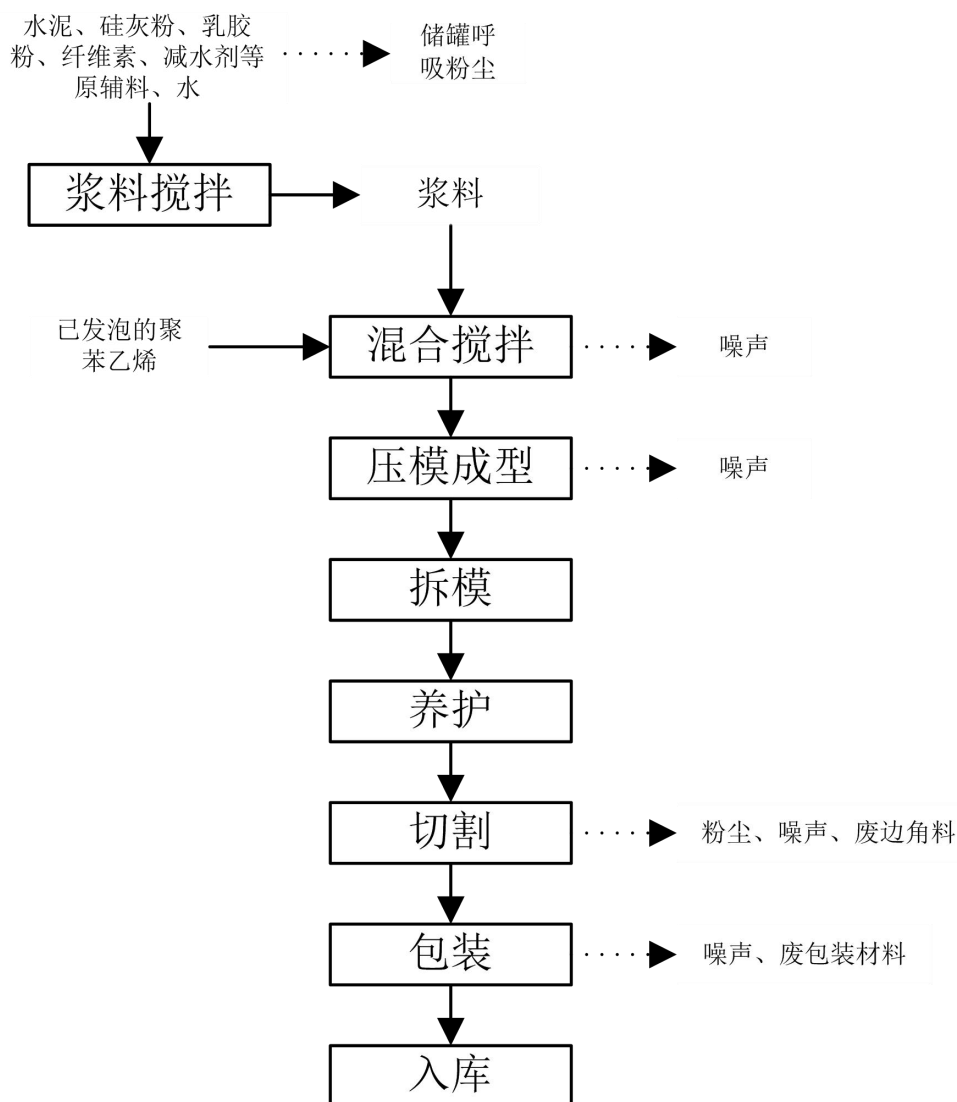 水泥、硅灰粉、乳胶
粉、纤维素、减水剂等
原辅料、水
储罐呼
吸粉尘
浆料搅拌
浆料
已发泡的聚
苯乙烯
混合搅拌
噪声
压模成型
噪声
拆模
养护
切割
粉尘、噪声、废边角料
包装
噪声、废包装材料
入库